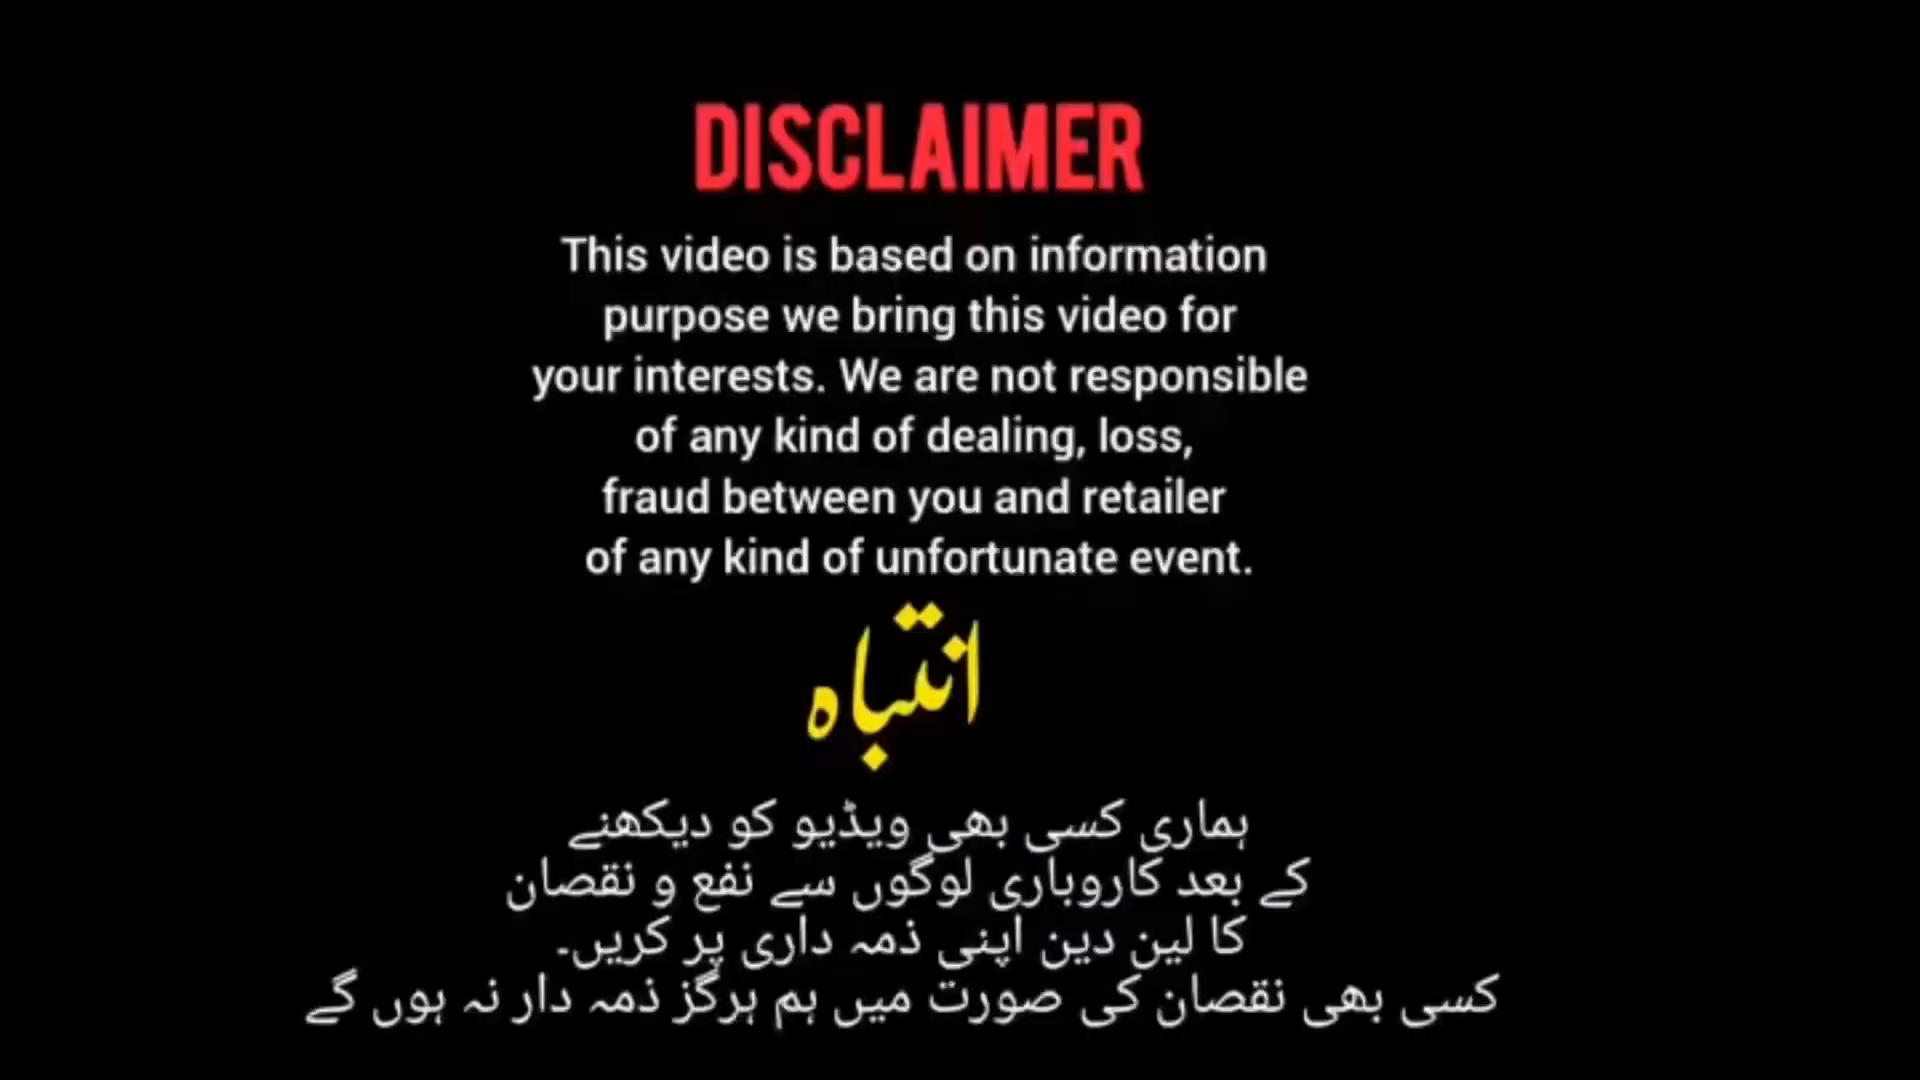 DISCLAIMER
This video is based on information
purpose we bring this video for
your interests. We are not responsible
of any kind of dealing, loss,
fraud between you and retailer
of any kind of unfortunate event.
انتباہ
ہماری کسی بھی ویڈیو کو دیکھنے
کے بعد کاروباری لوگوں سے نفع و نقصان
کا لین دین اپنی ذمہ داری پر کریں۔
کسی بھی نقصان کی صورت میں ہم ہرگز ذمہ دار نہ ہوں گے